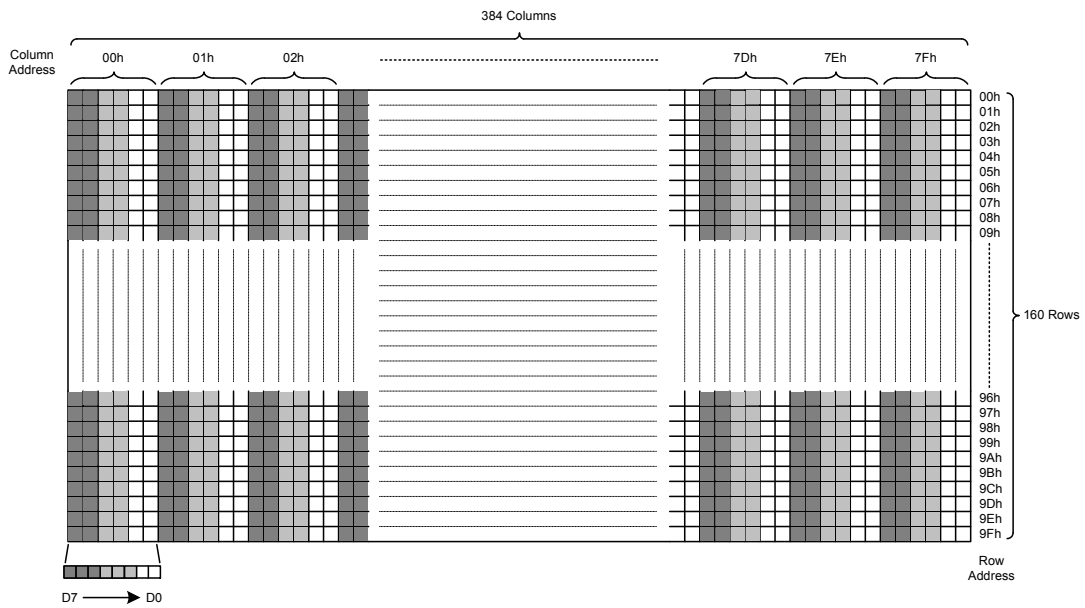 384 Columns
Column
Address
00h
01h
02h
7Dh
7Eh
7Fh
00h
01h
02h
03h
04h
05h
06h
07h
08h
09h
160 Rows
96h
97h
98h
99h
9Ah
9Bh
9Ch
9Dh
9Eh
9Fh
Row
Address
D7
D0